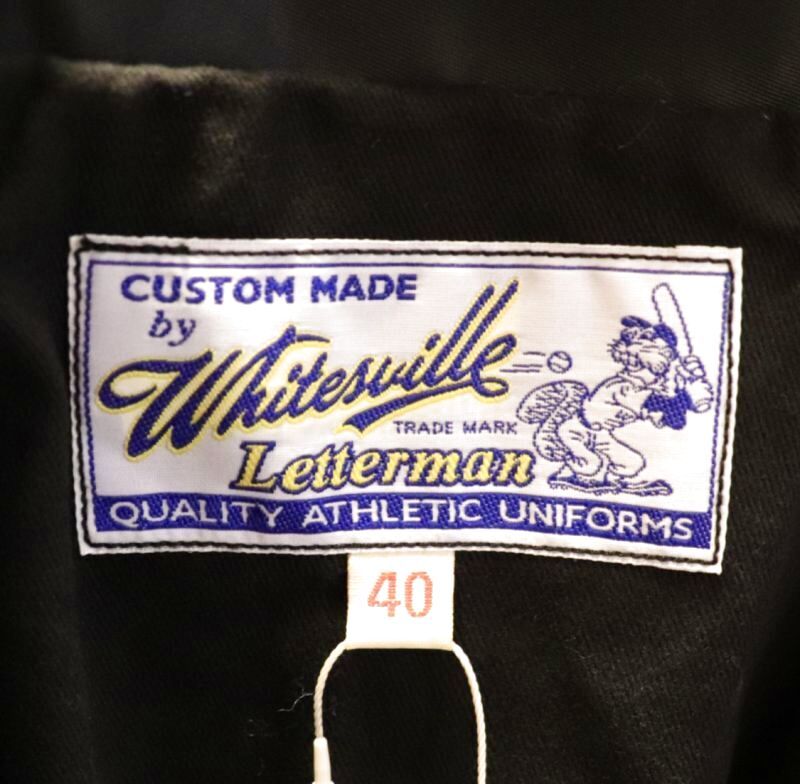 CUSTOM MADE
by
Whitesville
TRADE MARK
Letterman
QUALITY ATHLETIC UNIFORMS
40